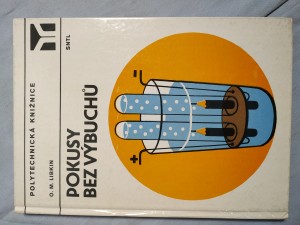 SNTL
POLYTECHNICKÁ KNIŽNICE
O. M. LIBKIN
POKUSY
BEZ VÝBUCHŮ
− 
+